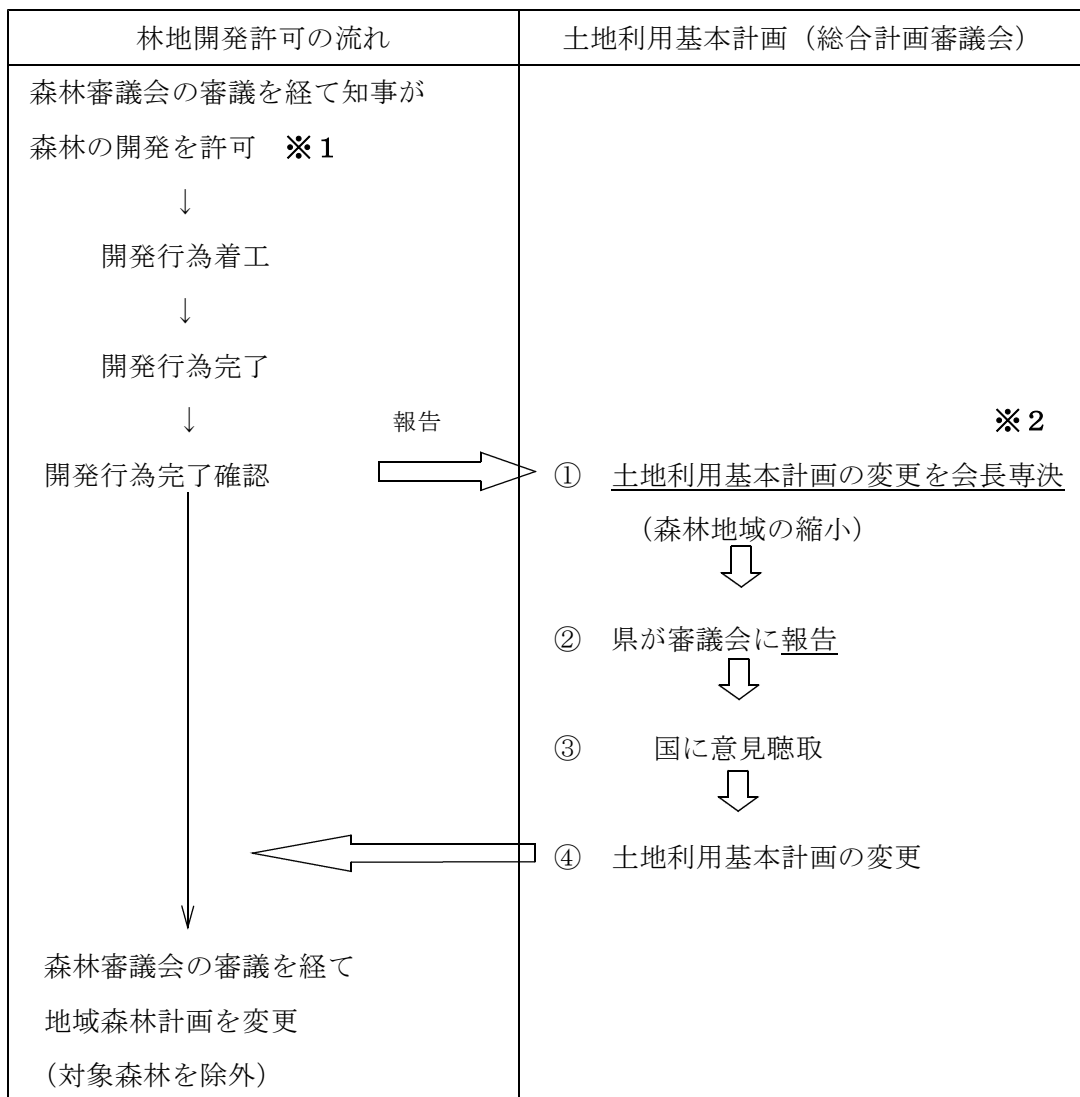 林地開発許可の流れ
土地利用基本計画（総合計画審議会）
森林審議会の審議を経て知事が
森林の開発を許可　※１
↓
開発行為着工
↓
開発行為完了
↓
報告
開発行為完了確認
※２
①　土地利用基本計画の変更を会長専決
（森林地域の縮小）
②　県が審議会に報告
③　国に意見聴取
④　土地利用基本計画の変更
森林審議会の審議を経て
地域森林計画を変更
（対象森林を除外）